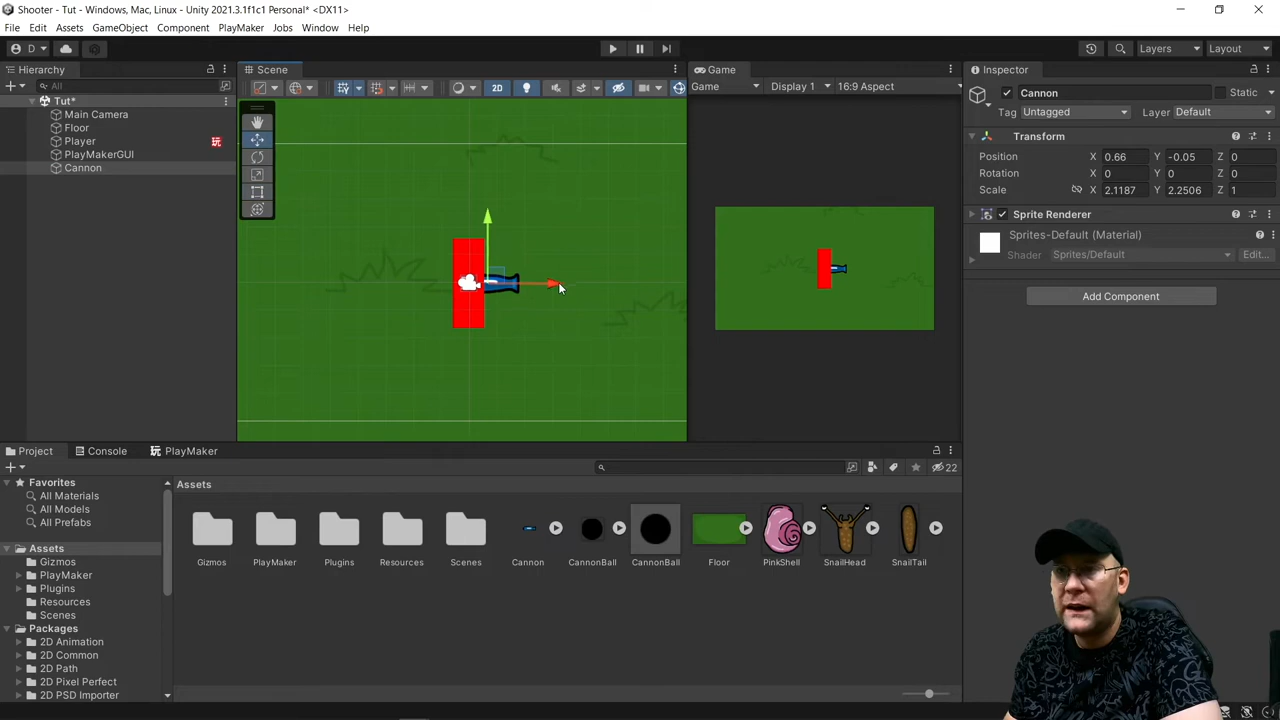 Shooter - Tut - Windows, Mac, Linux - Unity 2021.3.1f1c1 Personal* <DX11>
File Edit Assets GameObject Component PlayMaker Jobs Window Help
D Layers Layout
Hierarchy Scene Game Inspector
All 2D Game Display 1 16:9 Aspect Cannon Static
Tut* Tag Untagged Layer Default
Main Camera
Floor Transform
Player 玩
PlayMakerGUI Position X 0.66 Y -0.05 Z 0
Cannon Rotation X 0 Y 0 Z 0
Scale X 2.1187 Y 2.2506 Z 1
Sprite Renderer
Sprites-Default (Material)
Shader Sprites/Default Edit...
Add Component
Project Console 玩 PlayMaker
22
Favorites Assets
All Materials
All Models
All Prefabs
Assets
Gizmos PlayMaker Plugins Resources Scenes Cannon CannonBall CannonBall Floor PinkShell SnailHead SnailTail
Gizmos
PlayMaker
Plugins
Resources
Scenes
Packages
2D Animation
2D Common
2D Path
2D Pixel Perfect
2D PSD Importer